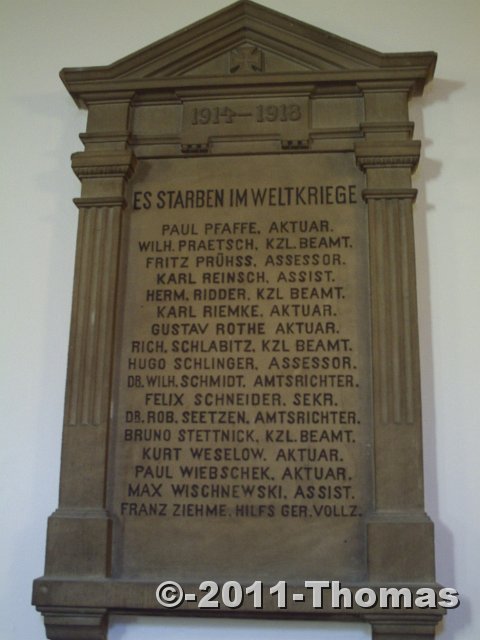 1914-1918
ES STARBEN IM WELTKRIEGE
PAUL PFAFFE, AKTUAR.
WILH. PRAETSCH, KZL. BEAMT.
FRITZ PRÜHSS, ASSESSOR.
KARL REINSCH, ASSIST.
HERM. RIDDER, KZL BEAMT.
KARL RIEMKE, AKTUAR.
GUSTAV ROTHE AKTUAR.
RICH. SCHLABITZ, KZL BEAMT.
HUGO SCHLINGER, ASSESSOR.
DR. WILH. SCHMIDT, AMTSRICHTER.
FELIX SCHNEIDER, SEKR.
DR. ROB. SEETZEN, AMTSRICHTER.
BRUNO STETTNICK, KZL. BEAMT.
KURT WESELOW, AKTUAR.
PAUL WIEBSCHEK, AKTUAR.
MAX WISCHNEWSKI, ASSIST.
FRANZ ZIEHME, HILFS GER. VOLLZ.
©-2011-Thomas©